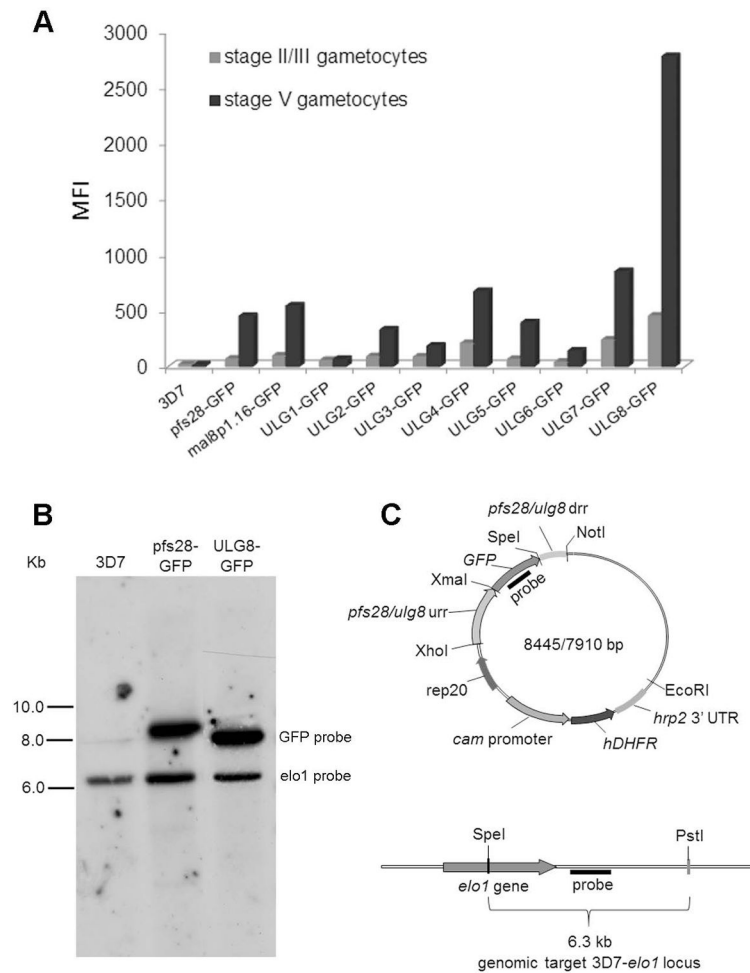 A
3000
2500
2000
1500
1000
500
0
MFI
stage II/III gametocytes
stage V gametocytes
3D7
pfs28-GFP
mal8p1.16-GFP
ULG1-GFP
ULG2-GFP
ULG3-GFP
ULG4-GFP
ULG5-GFP
ULG6-GFP
ULG7-GFP
ULG8-GFP
B
Kb
3D7
pfs28-
GFP
ULG8-
GFP
10.0
8.0
6.0
GFP probe
elo1 probe
C
pfs28/ulg8 drr
SpeI
NotI
GFP
XmaI
probe
pfs28/ulg8 urr
8445/7910 bp
XhoI
rep20
EcoRI
hrp2 3' UTR
cam promoter
hDHFR
SpeI
PstI
elo1 gene
probe
6.3 kb
genomic target 3D7-elo1 locus